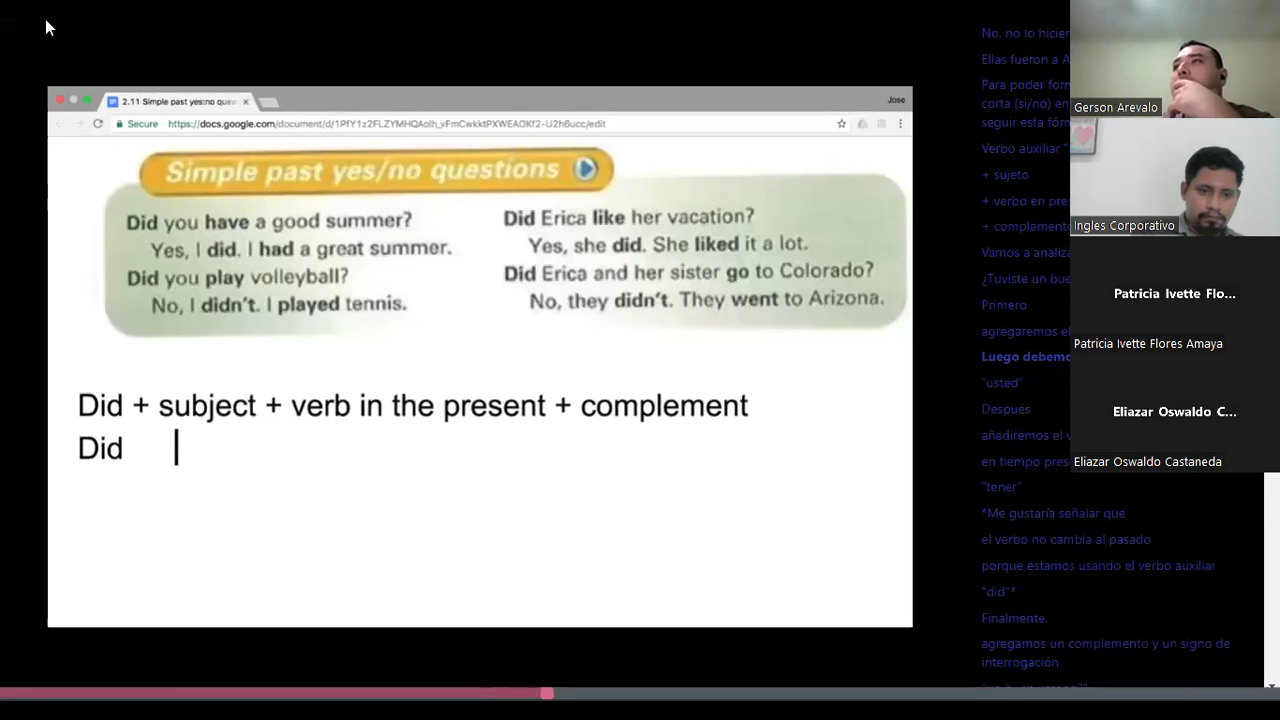 2.11 Simple past yes:no que
Jose
Secure https://docs.google.com/document/d/1PfY1z2FLZYMHQAolh_vFmCwkktPXWEAOKf2-U2h6ucc/edit
Simple past yes/no questions
Did you have a good summer?
Yes, I did. I had a great summer.
Did you play volleyball?
No, I didn't. I played tennis.
Did Erica like her vacation?
Yes, she did. She liked it a lot.
Did Erica and her sister go to Colorado?
No, they didn't. They went to Arizona.
Did + subject + verb in the present + complement
Did
No, no lo hicier
Ellas fueron a A
Para poder form
corta (si/no) en
seguir esta fórm
Verbo auxiliar "
+ sujeto
+ verbo en pre
+ complement
Vamos a analiza
¿Tuviste un bue
Primero
agregaremos el
Luego debemo
"usted"
Después
añadiremos el v
en tiempo pres
"tener"
*Me gustaría señalar que
el verbo no cambia al pasado
porque estamos usando el verbo auxiliar
"did"*
Finalmente.
agregamos un complemento y un signo de
interrogación
Gerson Arevalo
Ingles Corporativo
Patricia Ivette Flo...
Patricia Ivette Flores Amaya
Eliazar Oswaldo C...
Eliazar Oswaldo Castaneda